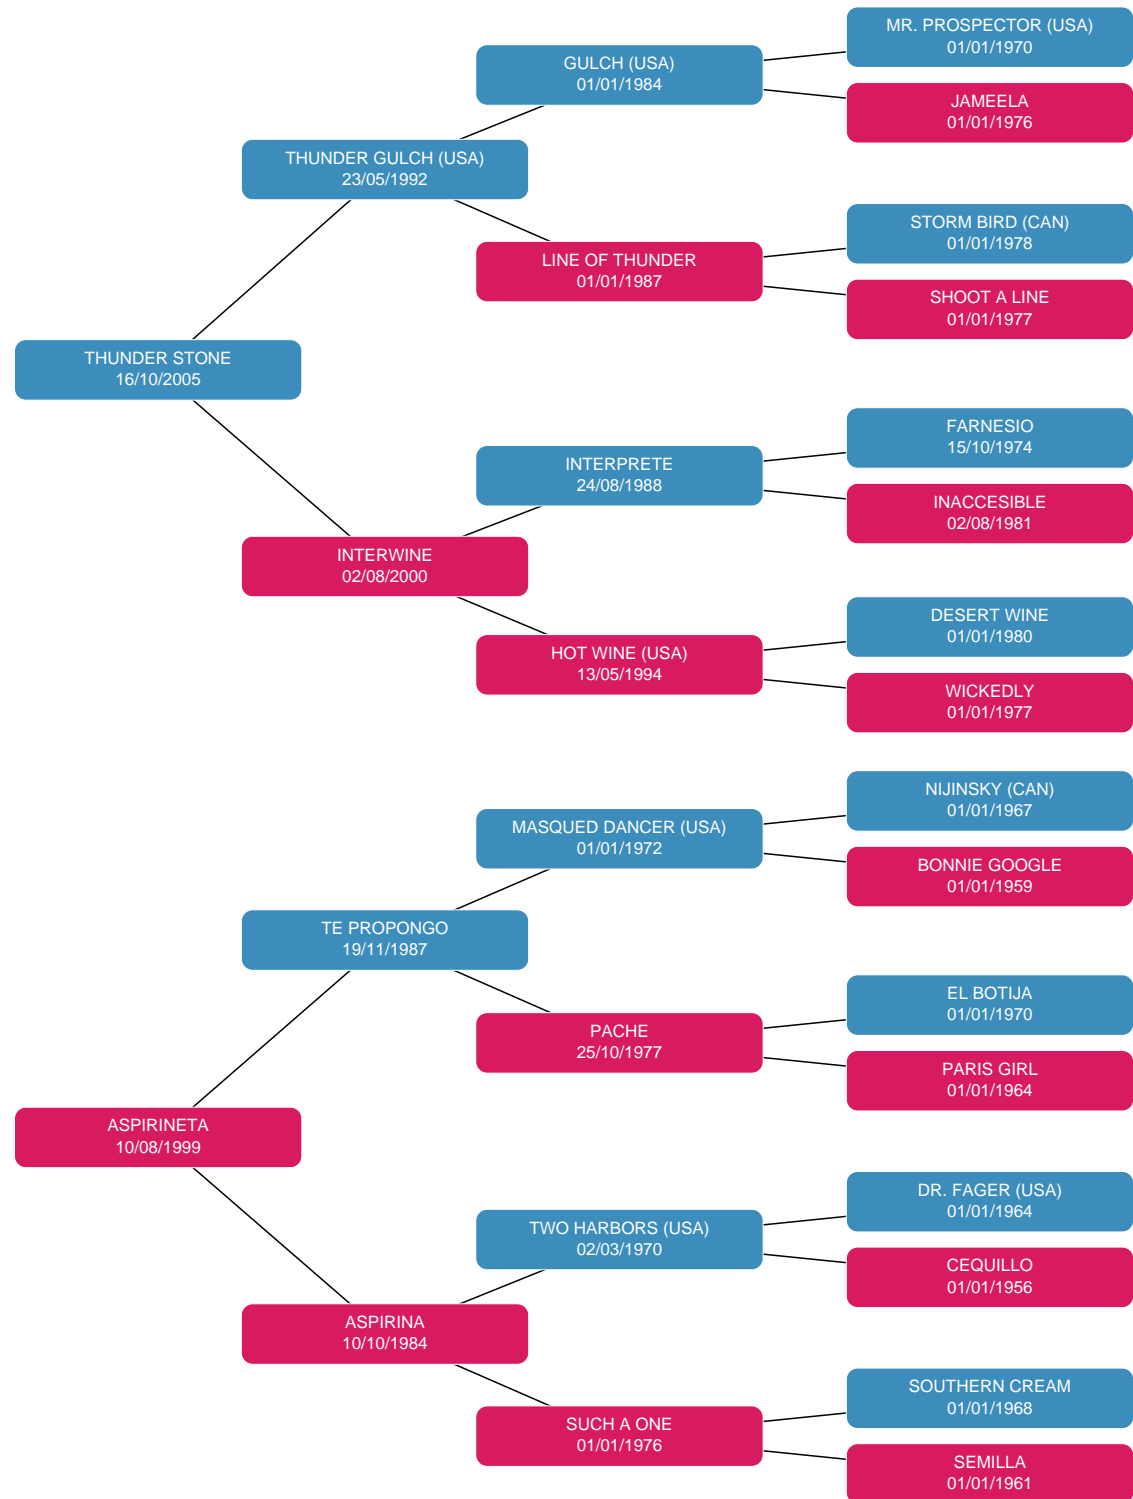 MR. PROSPECTOR (USA)
01/01/1970
GULCH (USA)
01/01/1984
JAMEELA
01/01/1976
THUNDER GULCH (USA)
23/05/1992
STORM BIRD (CAN)
01/01/1978
LINE OF THUNDER
01/01/1987
SHOOT A LINE
01/01/1977
THUNDER STONE
16/10/2005
FARNESIO
15/10/1974
INTERPRETE
24/08/1988
INACCESIBLE
02/08/1981
INTERWINE
02/08/2000
DESERT WINE
01/01/1980
HOT WINE (USA)
13/05/1994
WICKEDLY
01/01/1977
NIJINSKY (CAN)
01/01/1967
MASQUED DANCER (USA)
01/01/1972
BONNIE GOOGLE
01/01/1959
TE PROPONGO
19/11/1987
EL BOTIJA
01/01/1970
PACHE
25/10/1977
PARIS GIRL
01/01/1964
ASPIRINETA
10/08/1999
DR. FAGER (USA)
01/01/1964
TWO HARBORS (USA)
02/03/1970
CEQUILLO
01/01/1956
ASPIRINA
10/10/1984
SOUTHERN CREAM
01/01/1968
SUCH A ONE
01/01/1976
SEMILLA
01/01/1961